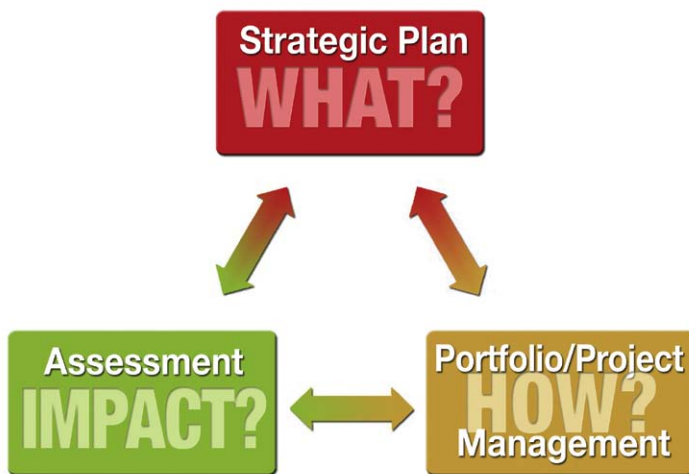 Strategic Plan
WHAT?
Assessment
IMPACT?
Portfolio/Project
HOW?
Management